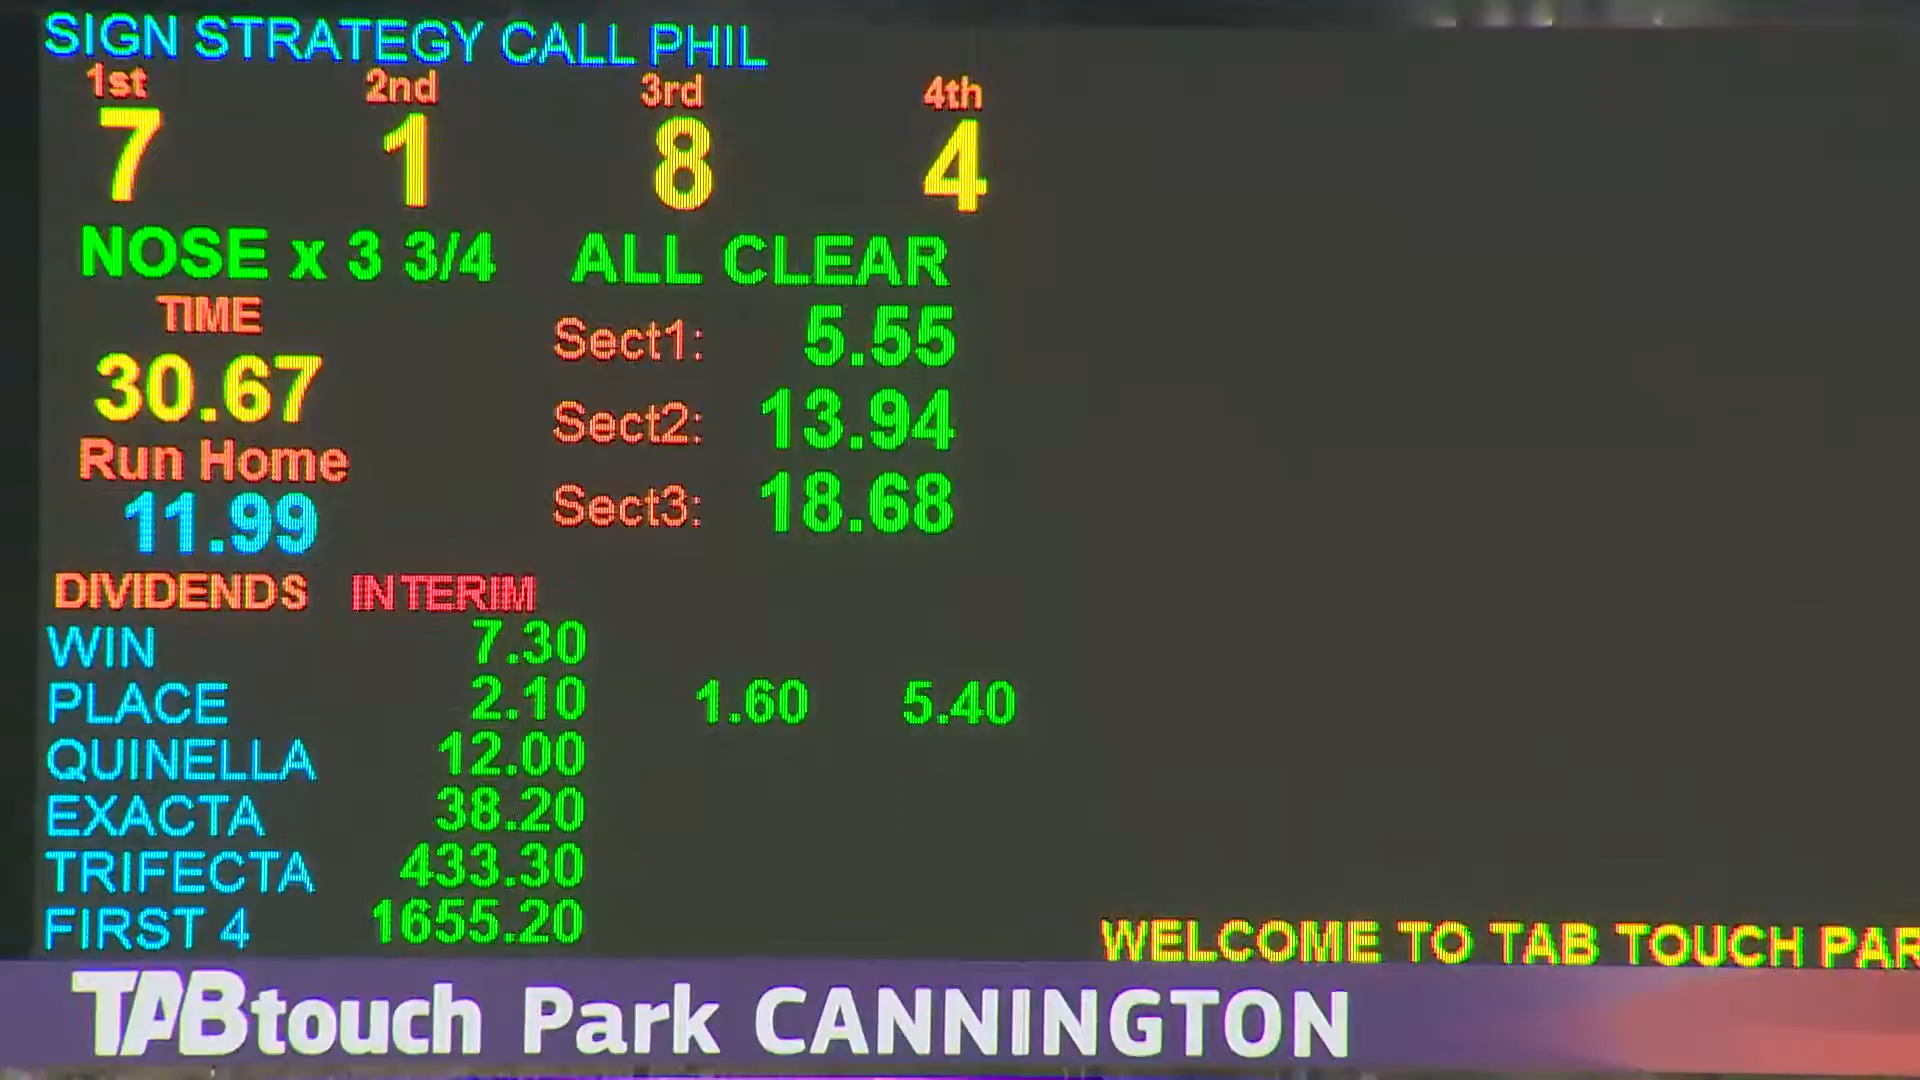 SIGN STRATEGY CALL PHIL
1st 2nd 3rd 4th
7 1 8 4
NOSE x 3 3/4 ALL CLEAR
TIME
30.67
Run Home
11.99
Sect1: 5.55
Sect2: 13.94
Sect3: 18.68
DIVIDENDS INTERIM
WIN 7.30
PLACE 2.10 1.60 5.40
QUINELLA 12.00
EXACTA 38.20
TRIFECTA 433.30
FIRST 4 1655.20
WELCOME TO TAB TOUCH PAR
TABtouch Park CANNINGTON